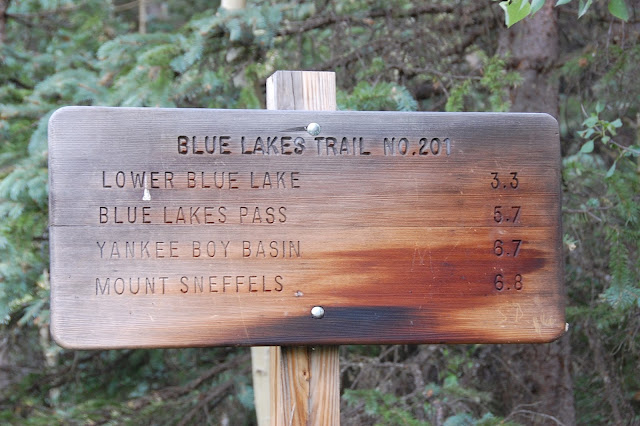 BLUE LAKES TRAIL NO.201
LOWER BLUE LAKE 3.3
BLUE LAKES PASS 5.7
YANKEE BOY BASIN 6.7
MOUNT SNEFFELS 6.8